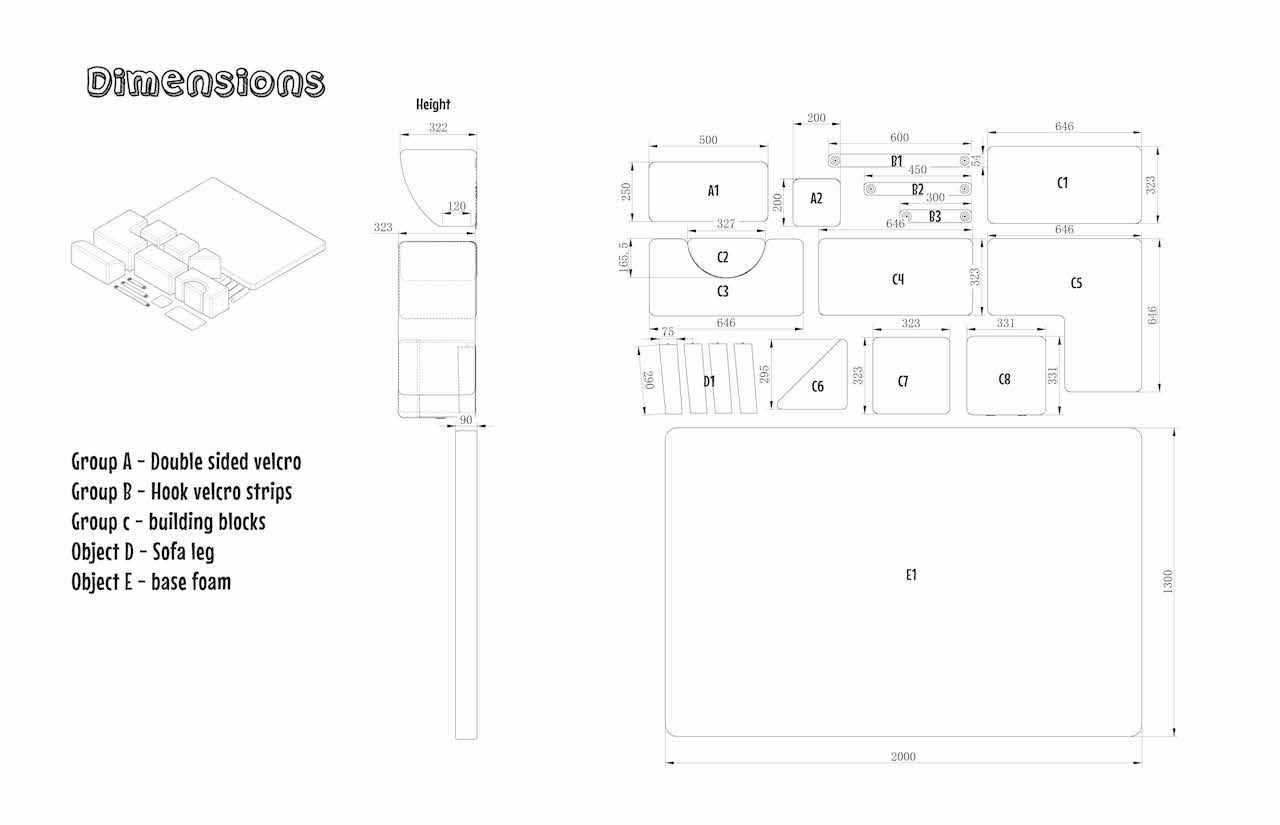 Dimensions
Height
322
120
323
90
Group A - Double sided velcro
Group B - Hook velcro strips
Group c - building blocks
Object D - Sofa leg
Object E - base foam
500
250
A1
200
200
A2
600
B1
54
450
B2
300
B3
646
C1
323
327
165.5
C2
C3
646
646
C4
323
646
C5
646
75
290
D1
295
C6
323
323
C7
331
C8
331
E1
1300
2000